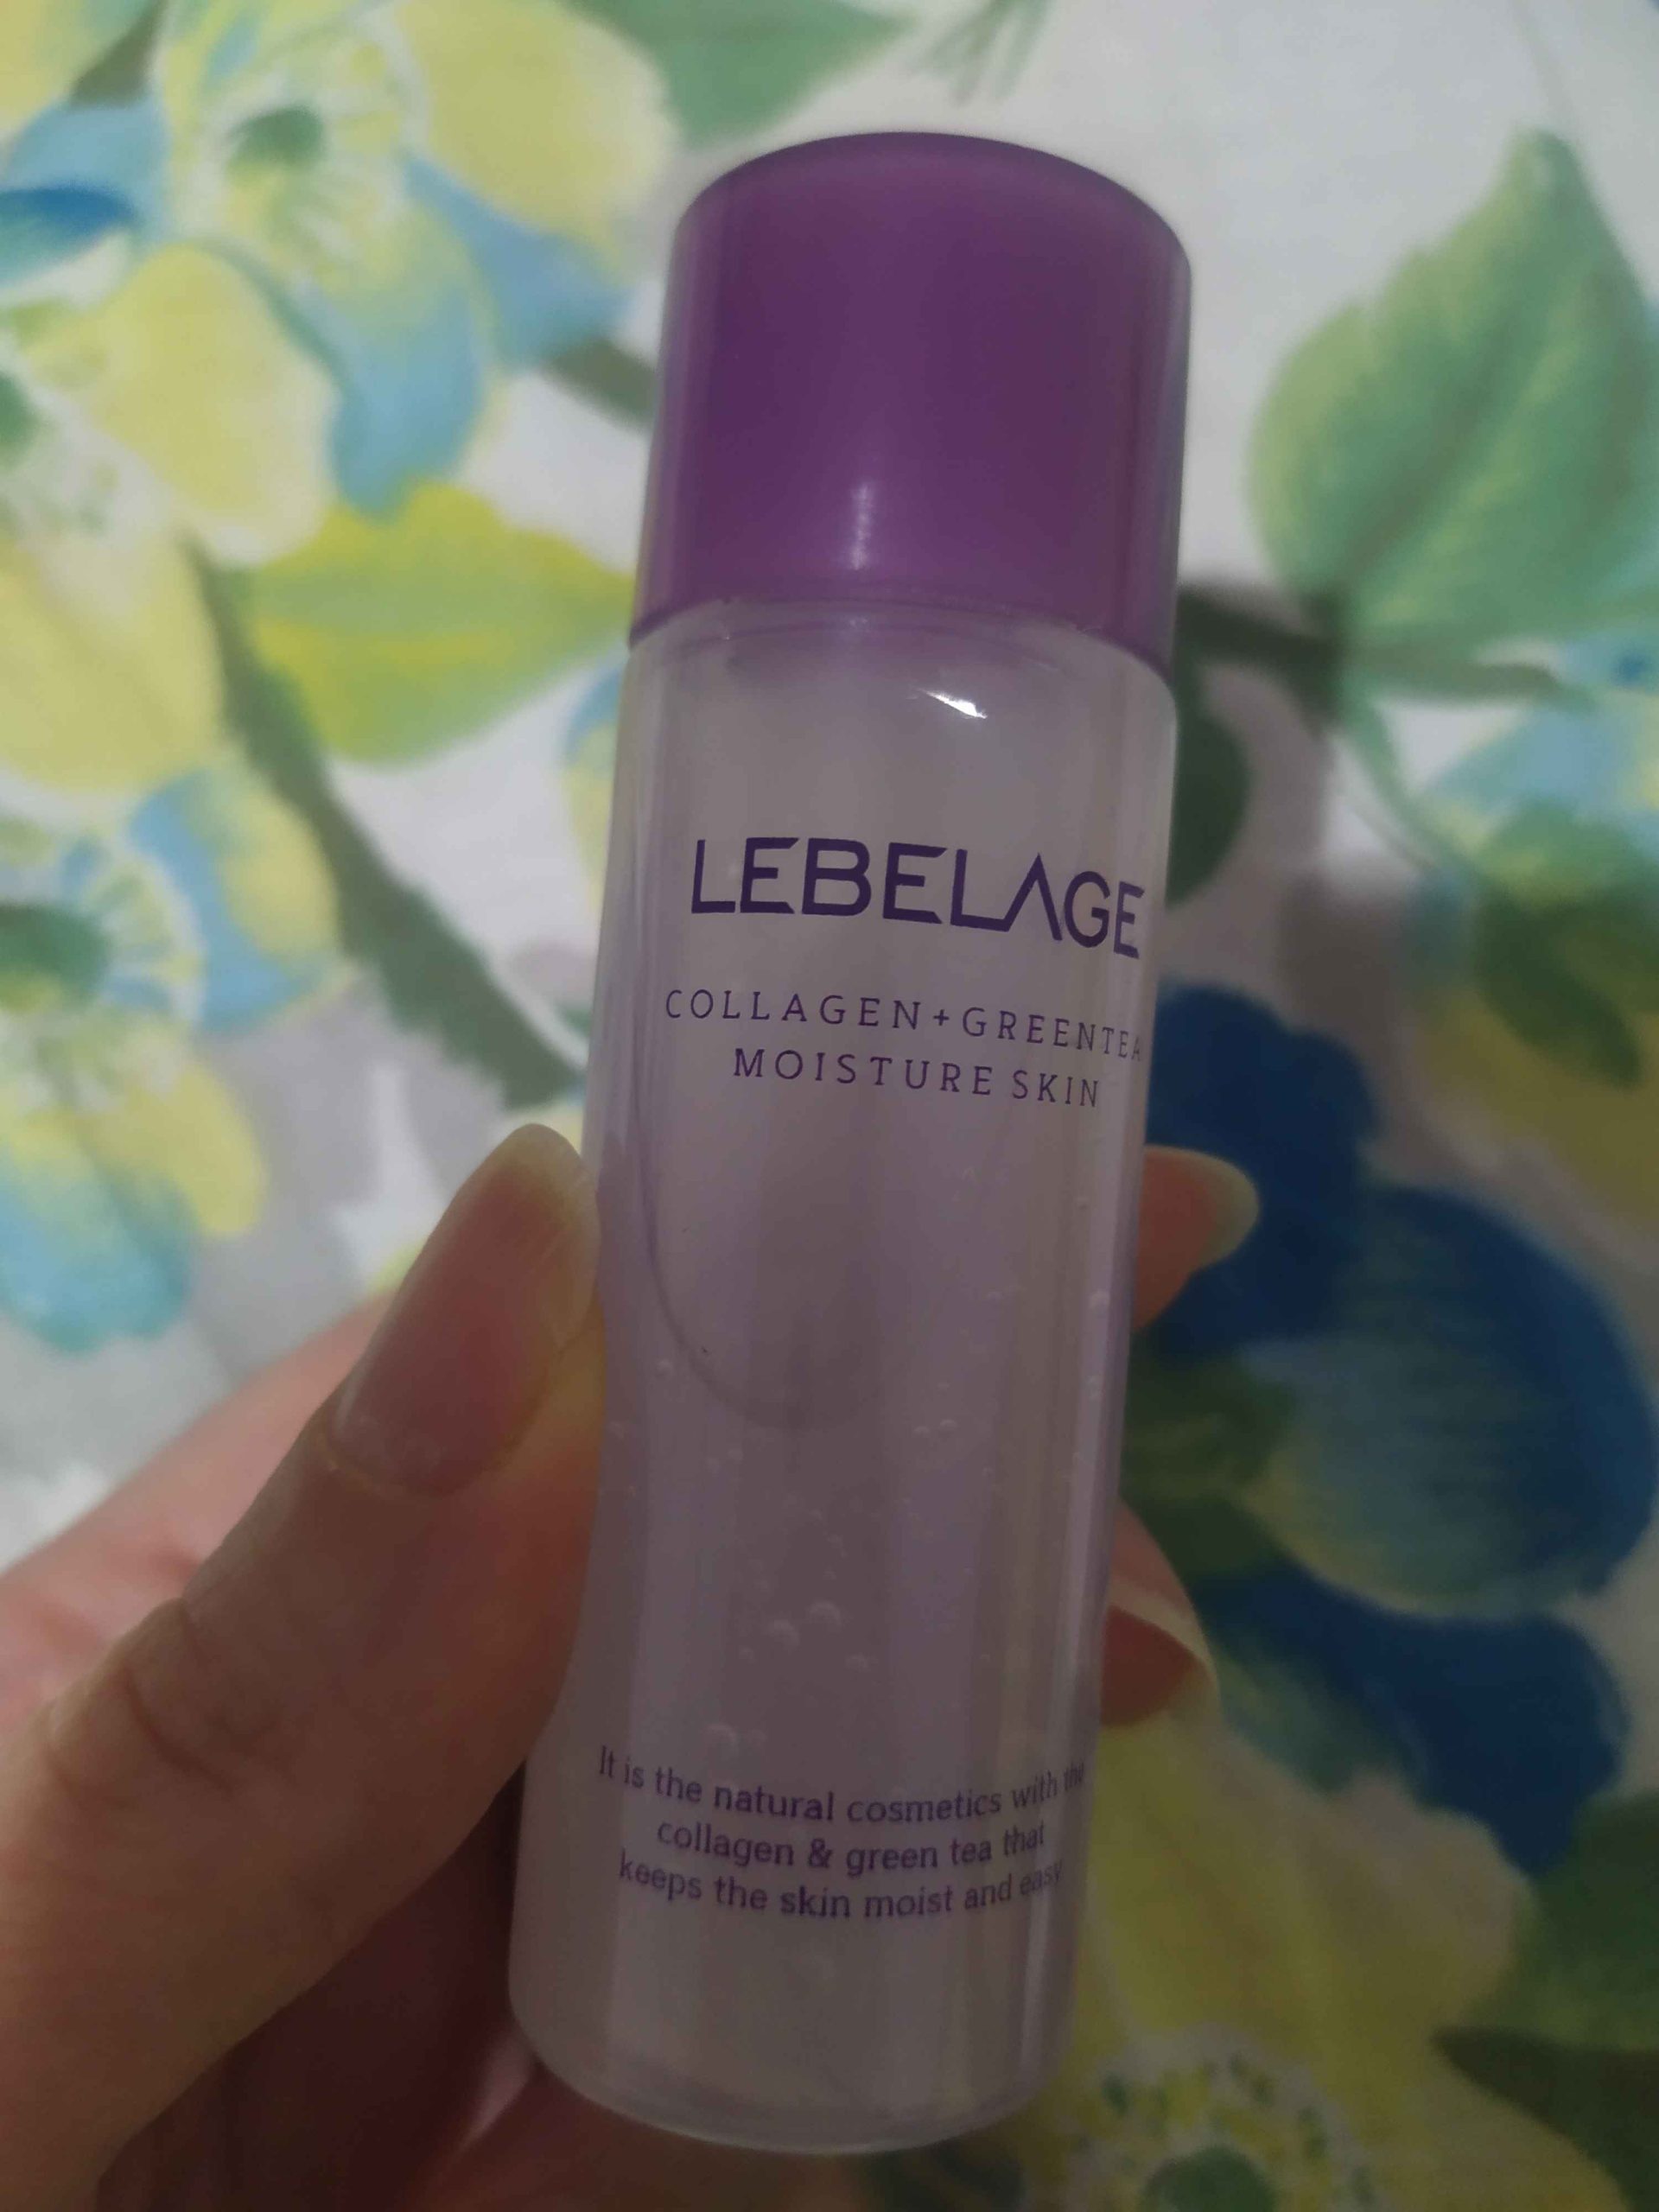 LEBELAGE
COLLAGEN+GREENTEA
MOISTURE SKIN
It is the natural cosmetics with the
collagen & green tea that
keeps the skin moist and easy